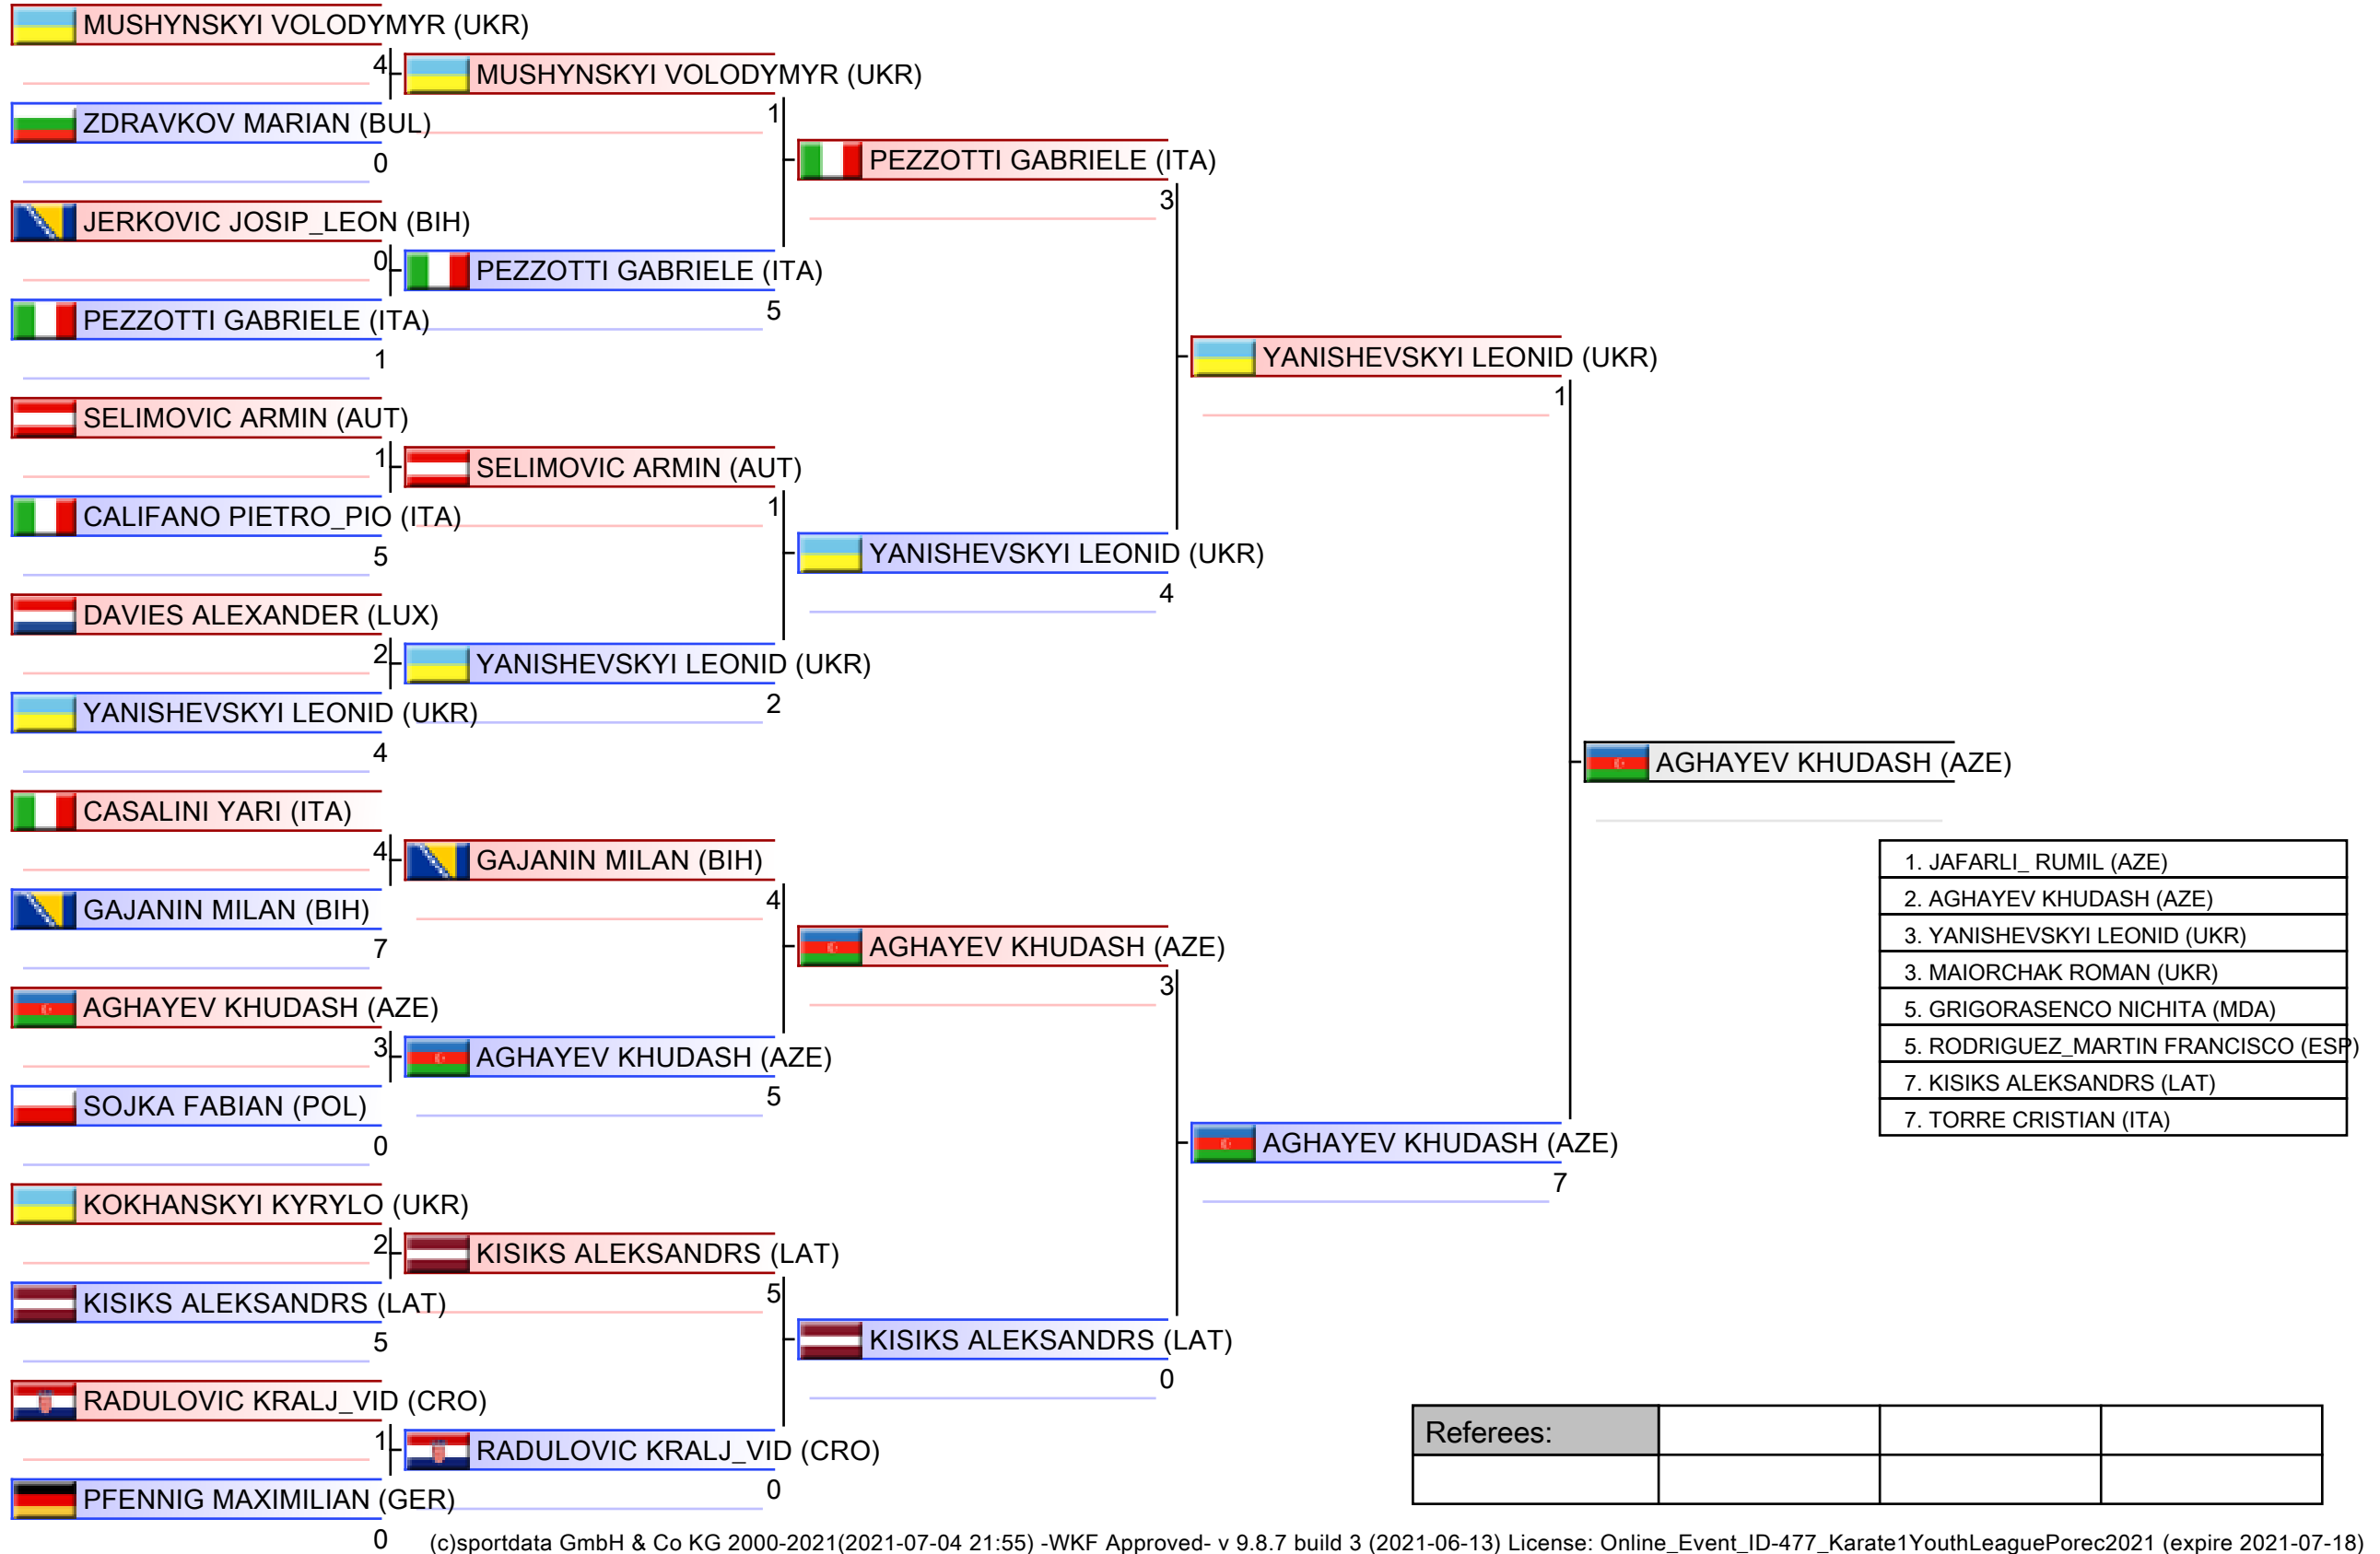 MUSHYNSKYI VOLODYMYR (UKR)
4
ZDRAVKOV MARIAN (BUL)
0
JERKOVIC JOSIP_LEON (BIH)
0
PEZZOTTI GABRIELE (ITA)
1
SELIMOVIC ARMIN (AUT)
1
CALIFANO PIETRO_PIO (ITA)
5
DAVIES ALEXANDER (LUX)
2
YANISHEVSKYI LEONID (UKR)
4
CASALINI YARI (ITA)
4
GAJANIN MILAN (BIH)
7
AGHAYEV KHUDASH (AZE)
3
SOJKA FABIAN (POL)
0
KOKHANSKYI KYRYLO (UKR)
2
KISIKS ALEKSANDRS (LAT)
5
RADULOVIC KRALJ_VID (CRO)
1
PFENNIG MAXIMILIAN (GER)
0
MUSHYNSKYI VOLODYMYR (UKR)
1
PEZZOTTI GABRIELE (ITA)
5
SELIMOVIC ARMIN (AUT)
1
YANISHEVSKYI LEONID (UKR)
2
GAJANIN MILAN (BIH)
4
AGHAYEV KHUDASH (AZE)
5
KISIKS ALEKSANDRS (LAT)
5
RADULOVIC KRALJ_VID (CRO)
0
PEZZOTTI GABRIELE (ITA)
3
YANISHEVSKYI LEONID (UKR)
4
AGHAYEV KHUDASH (AZE)
3
KISIKS ALEKSANDRS (LAT)
0
YANISHEVSKYI LEONID (UKR)
1
AGHAYEV KHUDASH (AZE)
7
AGHAYEV KHUDASH (AZE)
1. JAFARLI_ RUMIL (AZE)
2. AGHAYEV KHUDASH (AZE)
3. YANISHEVSKYI LEONID (UKR)
3. MAIORCHAK ROMAN (UKR)
5. GRIGORASENCO NICHITA (MDA)
5. RODRIGUEZ_MARTIN FRANCISCO (ESP)
7. KISIKS ALEKSANDRS (LAT)
7. TORRE CRISTIAN (ITA)
Referees:
(c)sportdata GmbH & Co KG 2000-2021(2021-07-04 21:55) -WKF Approved- v 9.8.7 build 3 (2021-06-13) License: Online_Event_ID-477_Karate1YouthLeaguePorec2021 (expire 2021-07-18)